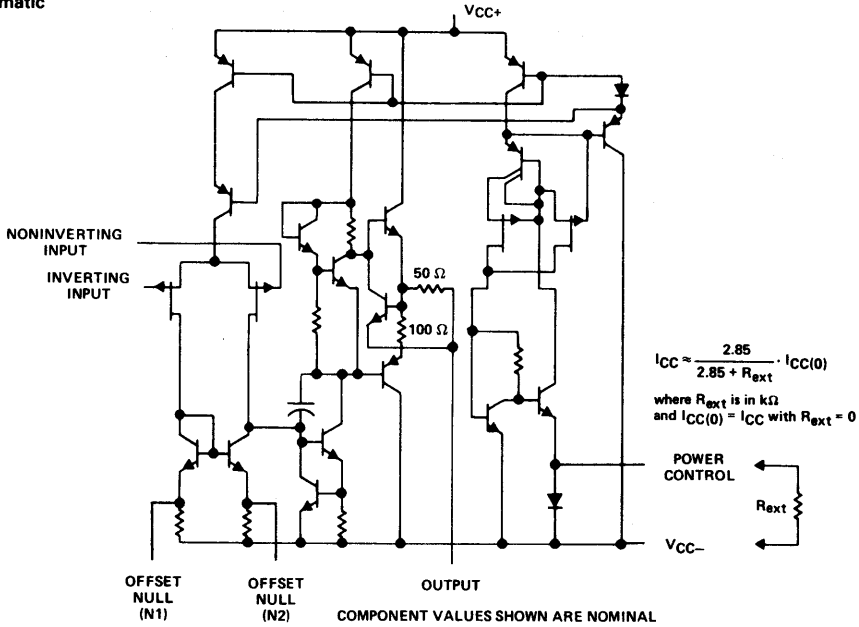 matic
VCC+
NONINVERTING
INPUT
INVERTING
INPUT
50 Ω
100 Ω
ICC ≈ 2.85 / 2.85 + Rext · ICC(0)
where Rext is in kΩ
and ICC(0) = ICC with Rext = 0
POWER
CONTROL
Rext
VCC−
OFFSET
NULL
(N1)
OFFSET
NULL
(N2)
OUTPUT
COMPONENT VALUES SHOWN ARE NOMINAL